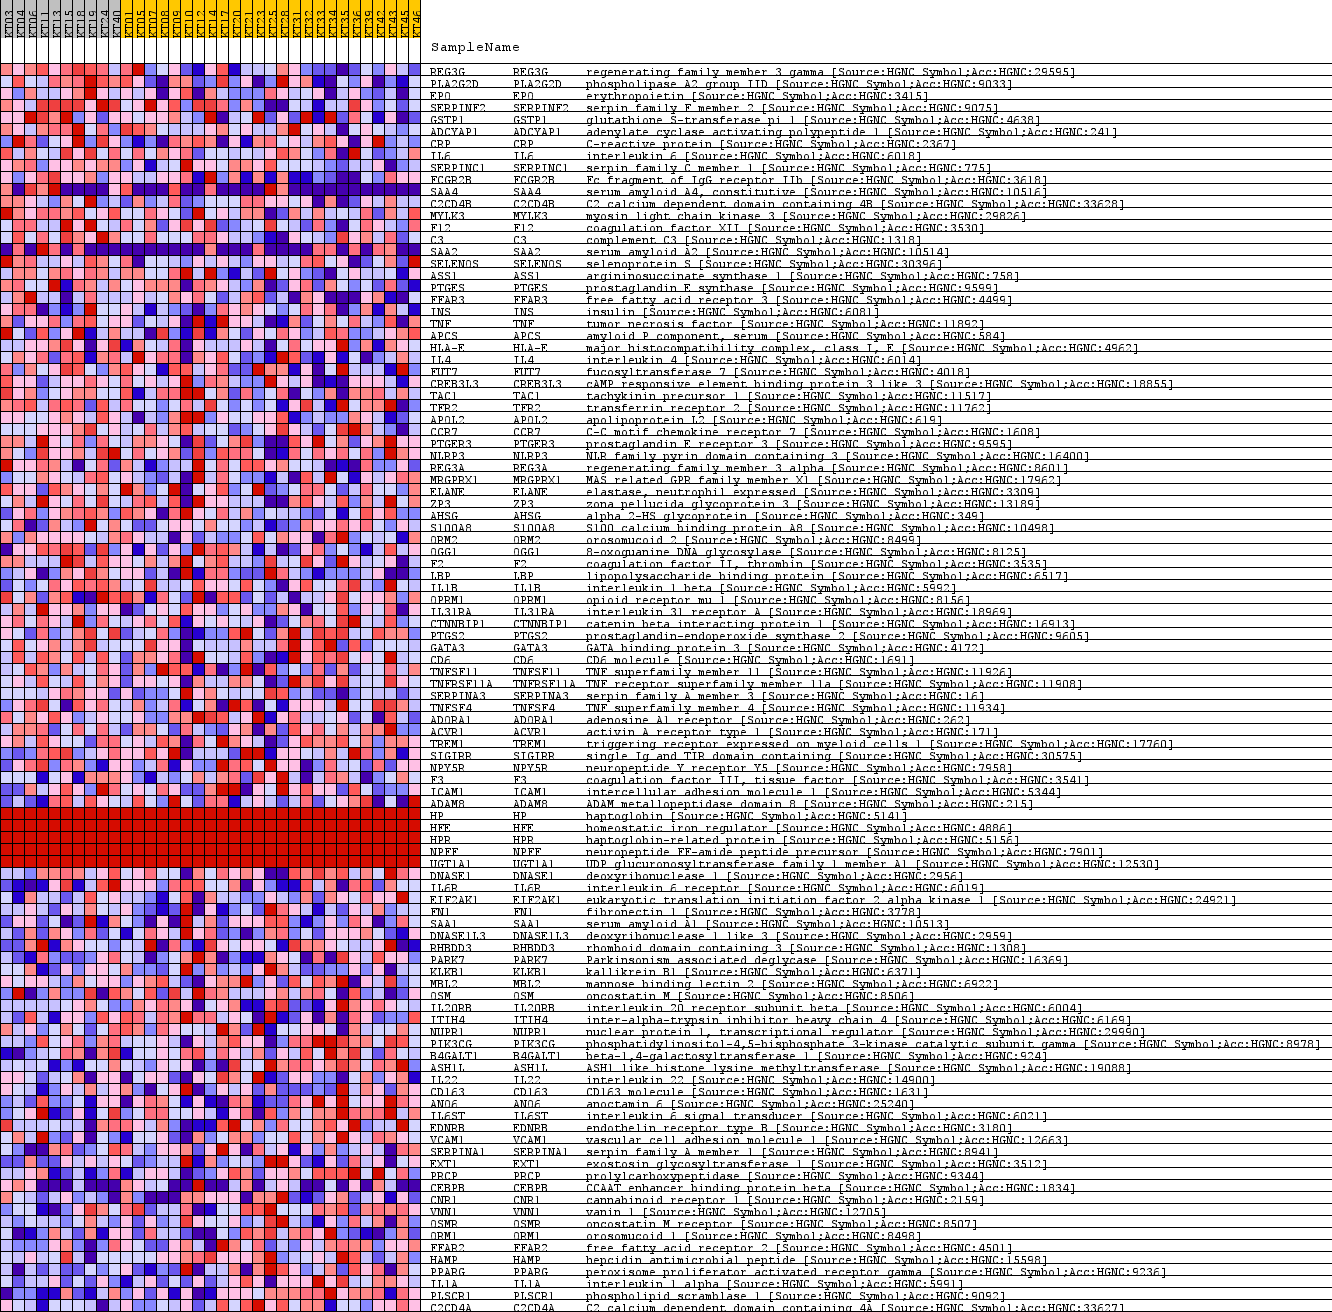 KT03 KT04 KT06 KT11 KT13 KT15 KT18 KT19 KT24 KT40 KT01 KT05 KT07 KT08 KT09 KT10 KT12 KT14 KT17 KT20 KT21 KT23 KT25 KT28 KT31 KT32 KT33 KT34 KT35 KT36 KT39 KT42 KT44 KT45 KT46
SampleName
REG3G REG3G regenerating family member 3 gamma [Source:HGNC Symbol;Acc:HGNC:29595]
PLA2G2D PLA2G2D phospholipase A2 group IID [Source:HGNC Symbol;Acc:HGNC:9033]
EPO EPO erythropoietin [Source:HGNC Symbol;Acc:HGNC:3415]
SERPINF2 SERPINF2 serpin family F member 2 [Source:HGNC Symbol;Acc:HGNC:9075]
GSTP1 GSTP1 glutathione S-transferase pi 1 [Source:HGNC Symbol;Acc:HGNC:4638]
ADCYAP1 ADCYAP1 adenylate cyclase activating polypeptide 1 [Source:HGNC Symbol;Acc:HGNC:241]
CRP CRP C-reactive protein [Source:HGNC Symbol;Acc:HGNC:2367]
IL6 IL6 interleukin 6 [Source:HGNC Symbol;Acc:HGNC:6018]
SERPINC1 SERPINC1 serpin family C member 1 [Source:HGNC Symbol;Acc:HGNC:775]
FCGR2B FCGR2B Fc fragment of IgG receptor IIb [Source:HGNC Symbol;Acc:HGNC:3618]
SAA4 SAA4 serum amyloid A4, constitutive [Source:HGNC Symbol;Acc:HGNC:10516]
C2CD4B C2CD4B C2 calcium dependent domain containing 4B [Source:HGNC Symbol;Acc:HGNC:33628]
MYLK3 MYLK3 myosin light chain kinase 3 [Source:HGNC Symbol;Acc:HGNC:29826]
F12 F12 coagulation factor XII [Source:HGNC Symbol;Acc:HGNC:3530]
C3 C3 complement C3 [Source:HGNC Symbol;Acc:HGNC:1318]
SAA2 SAA2 serum amyloid A2 [Source:HGNC Symbol;Acc:HGNC:10514]
SELENOS SELENOS selenoprotein S [Source:HGNC Symbol;Acc:HGNC:30396]
ASS1 ASS1 argininosuccinate synthase 1 [Source:HGNC Symbol;Acc:HGNC:758]
PTGES PTGES prostaglandin E synthase [Source:HGNC Symbol;Acc:HGNC:9599]
FFAR3 FFAR3 free fatty acid receptor 3 [Source:HGNC Symbol;Acc:HGNC:4499]
INS INS insulin [Source:HGNC Symbol;Acc:HGNC:6081]
TNF TNF tumor necrosis factor [Source:HGNC Symbol;Acc:HGNC:11892]
APCS APCS amyloid P component, serum [Source:HGNC Symbol;Acc:HGNC:584]
HLA-E HLA-E major histocompatibility complex, class I, E [Source:HGNC Symbol;Acc:HGNC:4962]
IL4 IL4 interleukin 4 [Source:HGNC Symbol;Acc:HGNC:6014]
FUT7 FUT7 fucosyltransferase 7 [Source:HGNC Symbol;Acc:HGNC:4018]
CREB3L3 CREB3L3 cAMP responsive element binding protein 3 like 3 [Source:HGNC Symbol;Acc:HGNC:18855]
TAC1 TAC1 tachykinin precursor 1 [Source:HGNC Symbol;Acc:HGNC:11517]
TFR2 TFR2 transferrin receptor 2 [Source:HGNC Symbol;Acc:HGNC:11762]
APOL2 APOL2 apolipoprotein L2 [Source:HGNC Symbol;Acc:HGNC:619]
CCR7 CCR7 C-C motif chemokine receptor 7 [Source:HGNC Symbol;Acc:HGNC:1608]
PTGER3 PTGER3 prostaglandin E receptor 3 [Source:HGNC Symbol;Acc:HGNC:9595]
NLRP3 NLRP3 NLR family pyrin domain containing 3 [Source:HGNC Symbol;Acc:HGNC:16400]
REG3A REG3A regenerating family member 3 alpha [Source:HGNC Symbol;Acc:HGNC:8601]
MRGPRX1 MRGPRX1 MAS related GPR family member X1 [Source:HGNC Symbol;Acc:HGNC:17962]
ELANE ELANE elastase, neutrophil expressed [Source:HGNC Symbol;Acc:HGNC:3309]
ZP3 ZP3 zona pellucida glycoprotein 3 [Source:HGNC Symbol;Acc:HGNC:13189]
AHSG AHSG alpha 2-HS glycoprotein [Source:HGNC Symbol;Acc:HGNC:349]
S100A8 S100A8 S100 calcium binding protein A8 [Source:HGNC Symbol;Acc:HGNC:10498]
ORM2 ORM2 orosomucoid 2 [Source:HGNC Symbol;Acc:HGNC:8499]
OGG1 OGG1 8-oxoguanine DNA glycosylase [Source:HGNC Symbol;Acc:HGNC:8125]
F2 F2 coagulation factor II, thrombin [Source:HGNC Symbol;Acc:HGNC:3535]
LBP LBP lipopolysaccharide binding protein [Source:HGNC Symbol;Acc:HGNC:6517]
IL1B IL1B interleukin 1 beta [Source:HGNC Symbol;Acc:HGNC:5992]
OPRM1 OPRM1 opioid receptor mu 1 [Source:HGNC Symbol;Acc:HGNC:8156]
IL31RA IL31RA interleukin 31 receptor A [Source:HGNC Symbol;Acc:HGNC:18969]
CTNNBIP1 CTNNBIP1 catenin beta interacting protein 1 [Source:HGNC Symbol;Acc:HGNC:16913]
PTGS2 PTGS2 prostaglandin-endoperoxide synthase 2 [Source:HGNC Symbol;Acc:HGNC:9605]
GATA3 GATA3 GATA binding protein 3 [Source:HGNC Symbol;Acc:HGNC:4172]
CD6 CD6 CD6 molecule [Source:HGNC Symbol;Acc:HGNC:1691]
TNFSF11 TNFSF11 TNF superfamily member 11 [Source:HGNC Symbol;Acc:HGNC:11926]
TNFRSF11A TNFRSF11A TNF receptor superfamily member 11a [Source:HGNC Symbol;Acc:HGNC:11908]
SERPINA3 SERPINA3 serpin family A member 3 [Source:HGNC Symbol;Acc:HGNC:16]
TNFSF4 TNFSF4 TNF superfamily member 4 [Source:HGNC Symbol;Acc:HGNC:11934]
ADORA1 ADORA1 adenosine A1 receptor [Source:HGNC Symbol;Acc:HGNC:262]
ACVR1 ACVR1 activin A receptor type 1 [Source:HGNC Symbol;Acc:HGNC:171]
TREM1 TREM1 triggering receptor expressed on myeloid cells 1 [Source:HGNC Symbol;Acc:HGNC:17760]
SIGIRR SIGIRR single Ig and TIR domain containing [Source:HGNC Symbol;Acc:HGNC:30575]
NPY5R NPY5R neuropeptide Y receptor Y5 [Source:HGNC Symbol;Acc:HGNC:7958]
F3 F3 coagulation factor III, tissue factor [Source:HGNC Symbol;Acc:HGNC:3541]
ICAM1 ICAM1 intercellular adhesion molecule 1 [Source:HGNC Symbol;Acc:HGNC:5344]
ADAM8 ADAM8 ADAM metallopeptidase domain 8 [Source:HGNC Symbol;Acc:HGNC:215]
HP HP haptoglobin [Source:HGNC Symbol;Acc:HGNC:5141]
HFE HFE homeostatic iron regulator [Source:HGNC Symbol;Acc:HGNC:4886]
HPR HPR haptoglobin-related protein [Source:HGNC Symbol;Acc:HGNC:5156]
NPFF NPFF neuropeptide FF-amide peptide precursor [Source:HGNC Symbol;Acc:HGNC:7901]
UGT1A1 UGT1A1 UDP glucuronosyltransferase family 1 member A1 [Source:HGNC Symbol;Acc:HGNC:12530]
DNASE1 DNASE1 deoxyribonuclease 1 [Source:HGNC Symbol;Acc:HGNC:2956]
IL6R IL6R interleukin 6 receptor [Source:HGNC Symbol;Acc:HGNC:6019]
EIF2AK1 EIF2AK1 eukaryotic translation initiation factor 2 alpha kinase 1 [Source:HGNC Symbol;Acc:HGNC:24921]
FN1 FN1 fibronectin 1 [Source:HGNC Symbol;Acc:HGNC:3778]
SAA1 SAA1 serum amyloid A1 [Source:HGNC Symbol;Acc:HGNC:10513]
DNASE1L3 DNASE1L3 deoxyribonuclease 1 like 3 [Source:HGNC Symbol;Acc:HGNC:2959]
RHBDD3 RHBDD3 rhomboid domain containing 3 [Source:HGNC Symbol;Acc:HGNC:1308]
PARK7 PARK7 Parkinsonism associated deglycase [Source:HGNC Symbol;Acc:HGNC:16369]
KLKB1 KLKB1 kallikrein B1 [Source:HGNC Symbol;Acc:HGNC:6371]
MBL2 MBL2 mannose binding lectin 2 [Source:HGNC Symbol;Acc:HGNC:6922]
OSM OSM oncostatin M [Source:HGNC Symbol;Acc:HGNC:8506]
IL20RB IL20RB interleukin 20 receptor subunit beta [Source:HGNC Symbol;Acc:HGNC:6004]
ITIH4 ITIH4 inter-alpha-trypsin inhibitor heavy chain 4 [Source:HGNC Symbol;Acc:HGNC:6169]
NUPR1 NUPR1 nuclear protein 1, transcriptional regulator [Source:HGNC Symbol;Acc:HGNC:29990]
PIK3CG PIK3CG phosphatidylinositol-4,5-bisphosphate 3-kinase catalytic subunit gamma [Source:HGNC Symbol;Acc:HGNC:8978]
B4GALT1 B4GALT1 beta-1,4-galactosyltransferase 1 [Source:HGNC Symbol;Acc:HGNC:924]
ASH1L ASH1L ASH1 like histone lysine methyltransferase [Source:HGNC Symbol;Acc:HGNC:19088]
IL22 IL22 interleukin 22 [Source:HGNC Symbol;Acc:HGNC:14900]
CD163 CD163 CD163 molecule [Source:HGNC Symbol;Acc:HGNC:1631]
ANO6 ANO6 anoctamin 6 [Source:HGNC Symbol;Acc:HGNC:25240]
IL6ST IL6ST interleukin 6 signal transducer [Source:HGNC Symbol;Acc:HGNC:6021]
EDNRB EDNRB endothelin receptor type B [Source:HGNC Symbol;Acc:HGNC:3180]
VCAM1 VCAM1 vascular cell adhesion molecule 1 [Source:HGNC Symbol;Acc:HGNC:12663]
SERPINA1 SERPINA1 serpin family A member 1 [Source:HGNC Symbol;Acc:HGNC:8941]
EXT1 EXT1 exostosin glycosyltransferase 1 [Source:HGNC Symbol;Acc:HGNC:3512]
PRCP PRCP prolylcarboxypeptidase [Source:HGNC Symbol;Acc:HGNC:9344]
CEBPB CEBPB CCAAT enhancer binding protein beta [Source:HGNC Symbol;Acc:HGNC:1834]
CNR1 CNR1 cannabinoid receptor 1 [Source:HGNC Symbol;Acc:HGNC:2159]
VNN1 VNN1 vanin 1 [Source:HGNC Symbol;Acc:HGNC:12705]
OSMR OSMR oncostatin M receptor [Source:HGNC Symbol;Acc:HGNC:8507]
ORM1 ORM1 orosomucoid 1 [Source:HGNC Symbol;Acc:HGNC:8498]
FFAR2 FFAR2 free fatty acid receptor 2 [Source:HGNC Symbol;Acc:HGNC:4501]
HAMP HAMP hepcidin antimicrobial peptide [Source:HGNC Symbol;Acc:HGNC:15598]
PPARG PPARG peroxisome proliferator activated receptor gamma [Source:HGNC Symbol;Acc:HGNC:9236]
IL1A IL1A interleukin 1 alpha [Source:HGNC Symbol;Acc:HGNC:5991]
PLSCR1 PLSCR1 phospholipid scramblase 1 [Source:HGNC Symbol;Acc:HGNC:9092]
C2CD4A C2CD4A C2 calcium dependent domain containing 4A [Source:HGNC Symbol;Acc:HGNC:33627]